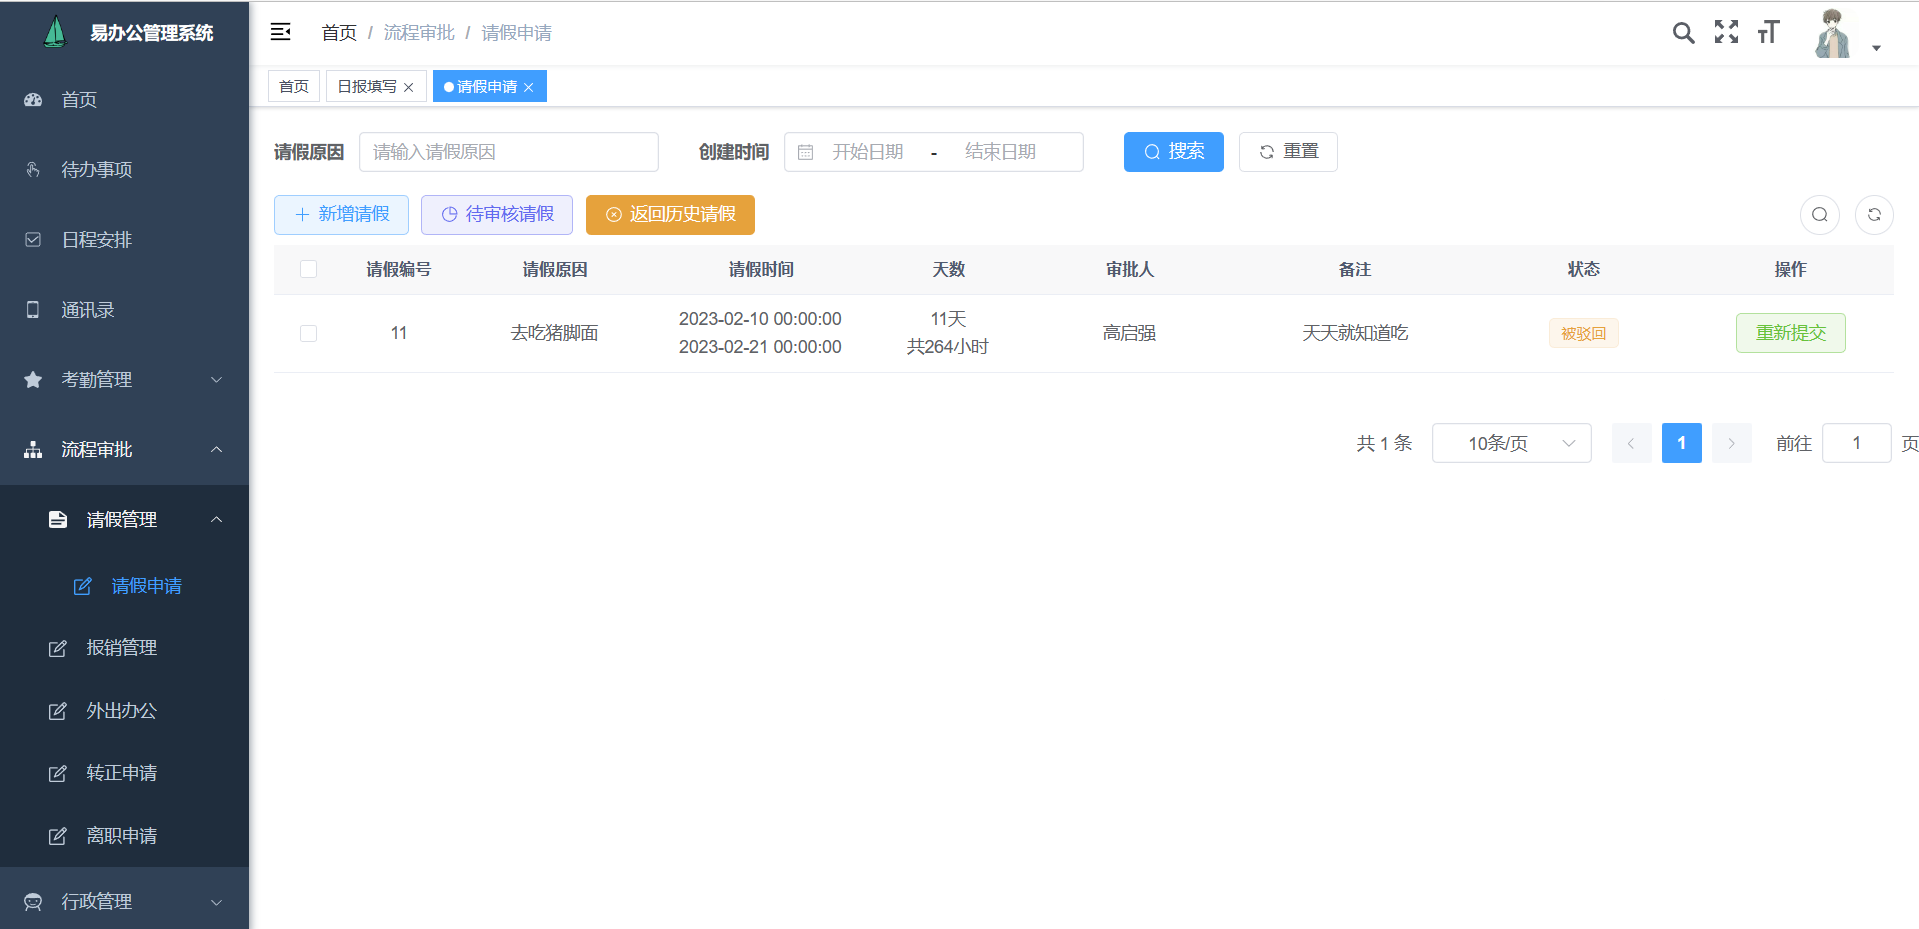 易办公管理系统
首页
待办事项
日程安排
通讯录
考勤管理
流程审批
请假管理
请假申请
报销管理
外出办公
转正申请
离职申请
行政管理
首页 / 流程审批 / 请假申请
首页 日报填写 请假申请
请假原因 请输入请假原因 创建时间 开始日期 - 结束日期 搜索 重置
新增请假 待审核请假 返回历史请假
请假编号 请假原因 请假时间 天数 审批人 备注 状态 操作
11 去吃猪脚面 2023-02-10 00:00:00 11天 高启强 天天就知道吃 被驳回 重新提交
2023-02-21 00:00:00 共264小时
共 1 条 10条/页 1 前往 1 页